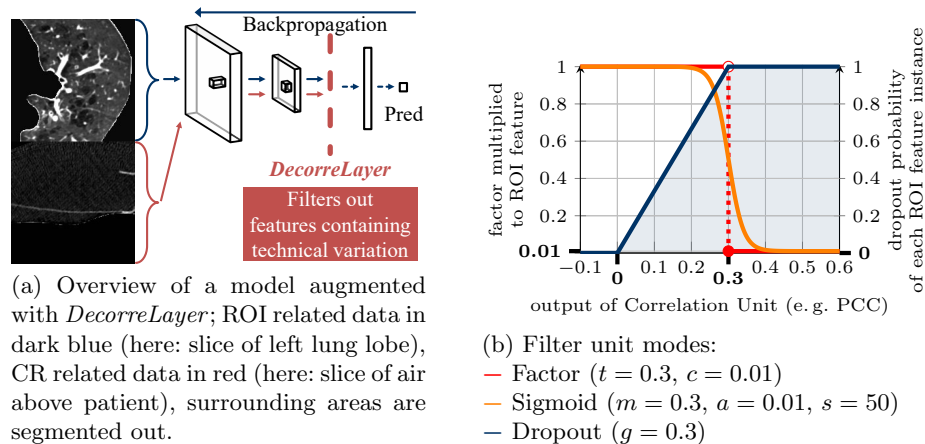 Backpropagation
Pred
DecorreLayer
Filters out
features containing
technical variation
(a) Overview of a model augmented
with DecorreLayer; ROI related data in
dark blue (here: slice of left lung lobe),
CR related data in red (here: slice of air
above patient), surrounding areas are
segmented out.
factor multiplied
to ROI feature
1
0.8
0.6
0.4
0.2
0.01
−0.1
0
0.1
0.2
0.3
0.4
0.5
0.6
1
0.8
0.6
0.4
0.2
0
dropout probability
of each ROI feature instance
output of Correlation Unit (e. g. PCC)
(b) Filter unit modes:
Factor (t = 0.3, c = 0.01)
Sigmoid (m = 0.3, a = 0.01, s = 50)
Dropout (g = 0.3)